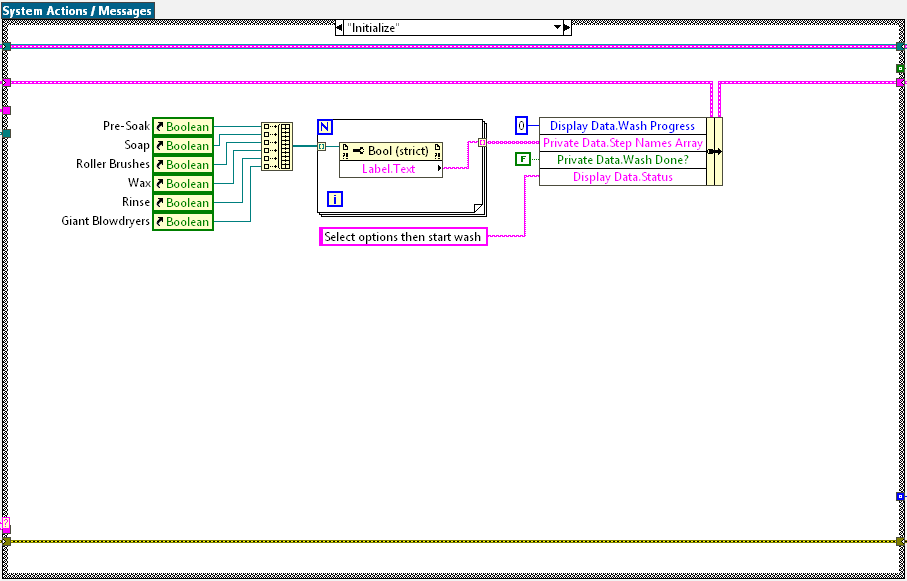 System Actions / Messages
"Initialize"
Pre-Soak Boolean
Soap Boolean
Roller Brushes Boolean
Wax Boolean
Rinse Boolean
Giant Blowdryers Boolean
N
Bool (strict)
Label.Text
i
Select options then start wash
0 Display Data.Wash Progress
Private Data.Step Names Array
F Private Data.Wash Done?
Display Data.Status
?